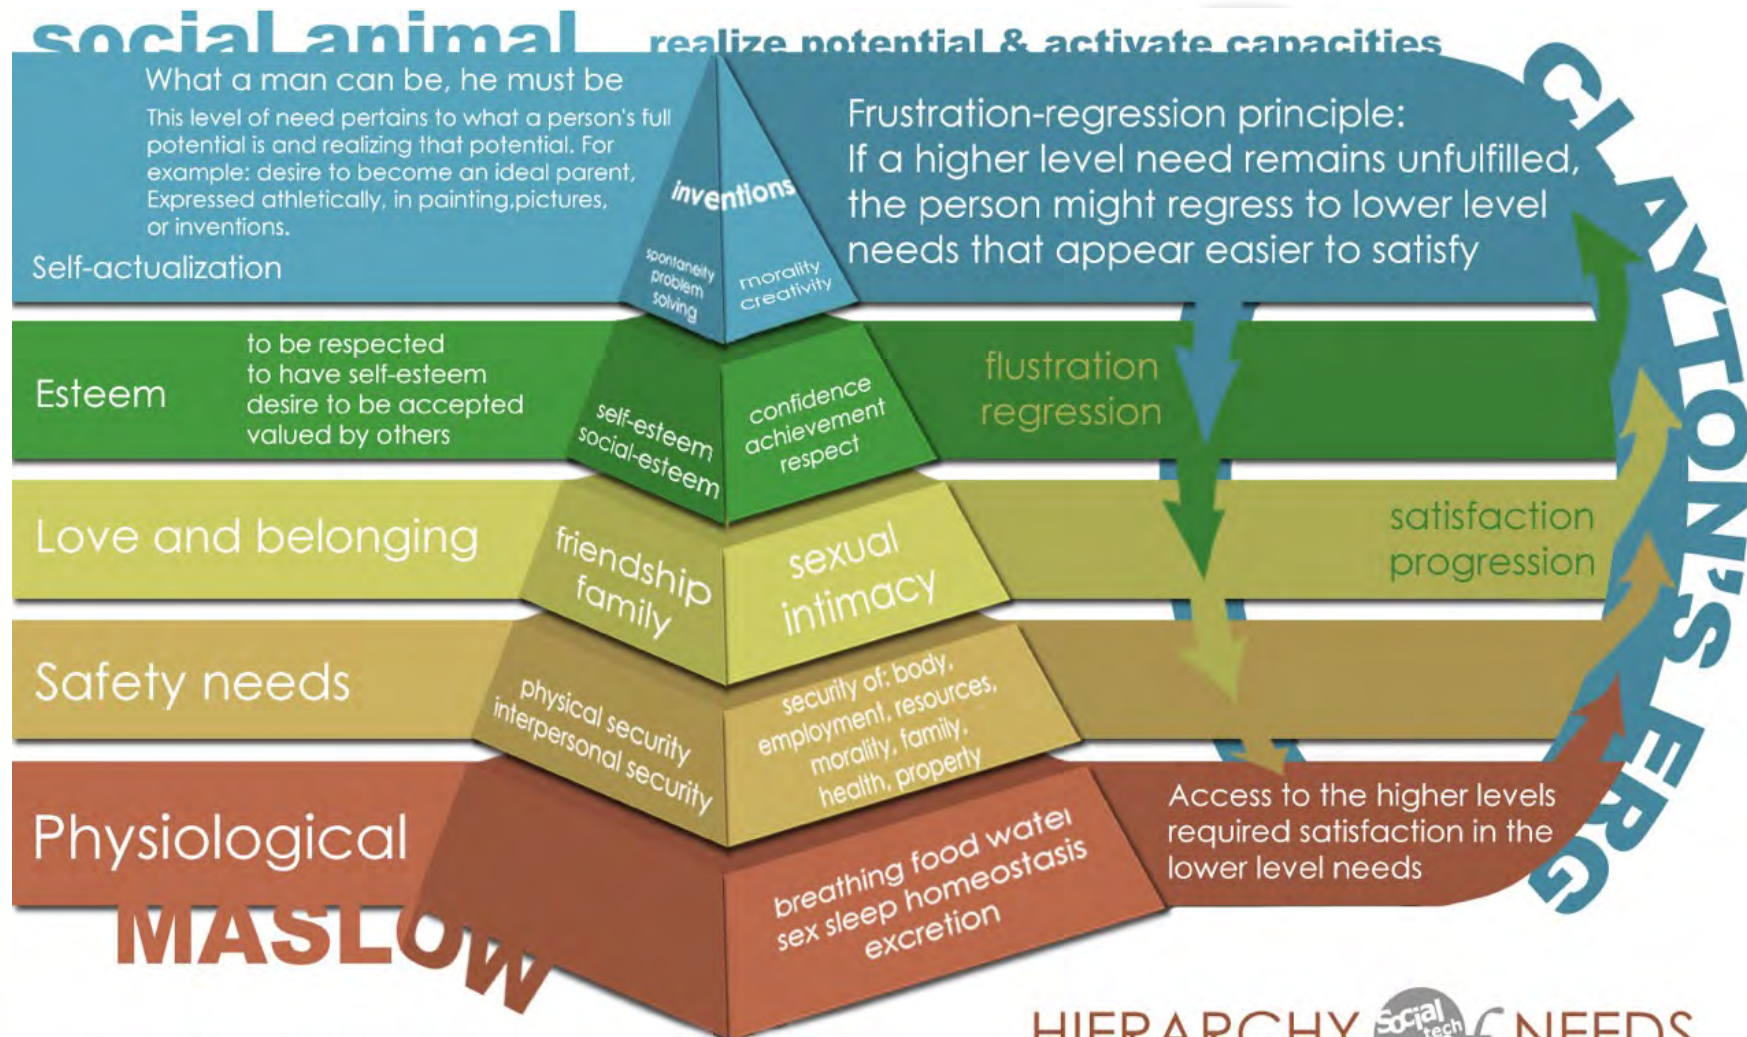 social animal
realize potential & activate capacities
What a man can be, he must be
This level of need pertains to what a person's full
potential is and realizing that potential. For
example: desire to become an ideal parent,
Expressed athletically, in painting,pictures,
or inventions.
Self-actualization
inventions
spontaneity
problem
solving
morality
creativity
Frustration-regression principle:
If a higher level need remains unfulfilled,
the person might regress to lower level
needs that appear easier to satisfy
CLAYTON'S ERG
Esteem
to be respected
to have self-esteem
desire to be accepted
valued by others
self-esteem
social-esteem
confidence
achievement
respect
flustration
regression
Love and belonging
friendship
family
sexual
intimacy
satisfaction
progression
Safety needs
physical security
interpersonal security
security of: body,
employment, resources,
morality, family,
health, property
Physiological
breathing food water
sex sleep homeostasis
excretion
Access to the higher levels
required satisfaction in the
lower level needs
MASLOW
HIERARCHY of NEEDS
Social
tech